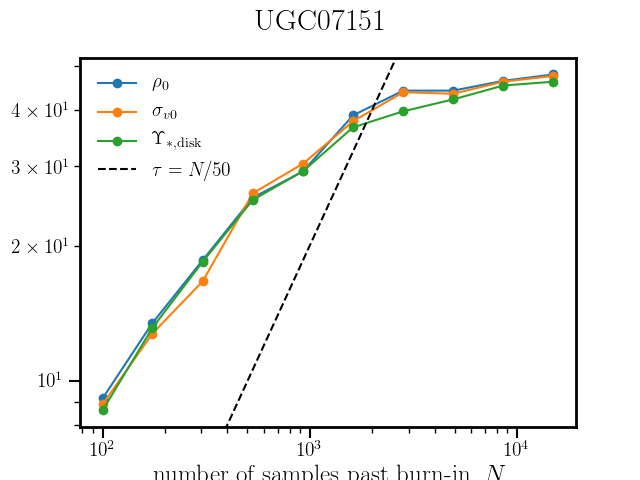 UGC07151
ρ₀
σᵥ₀
ϒ*,disk
τ = N/50
4 × 10¹
3 × 10¹
2 × 10¹
10¹
10² 10³ 10⁴
number of samples past burn-in, N